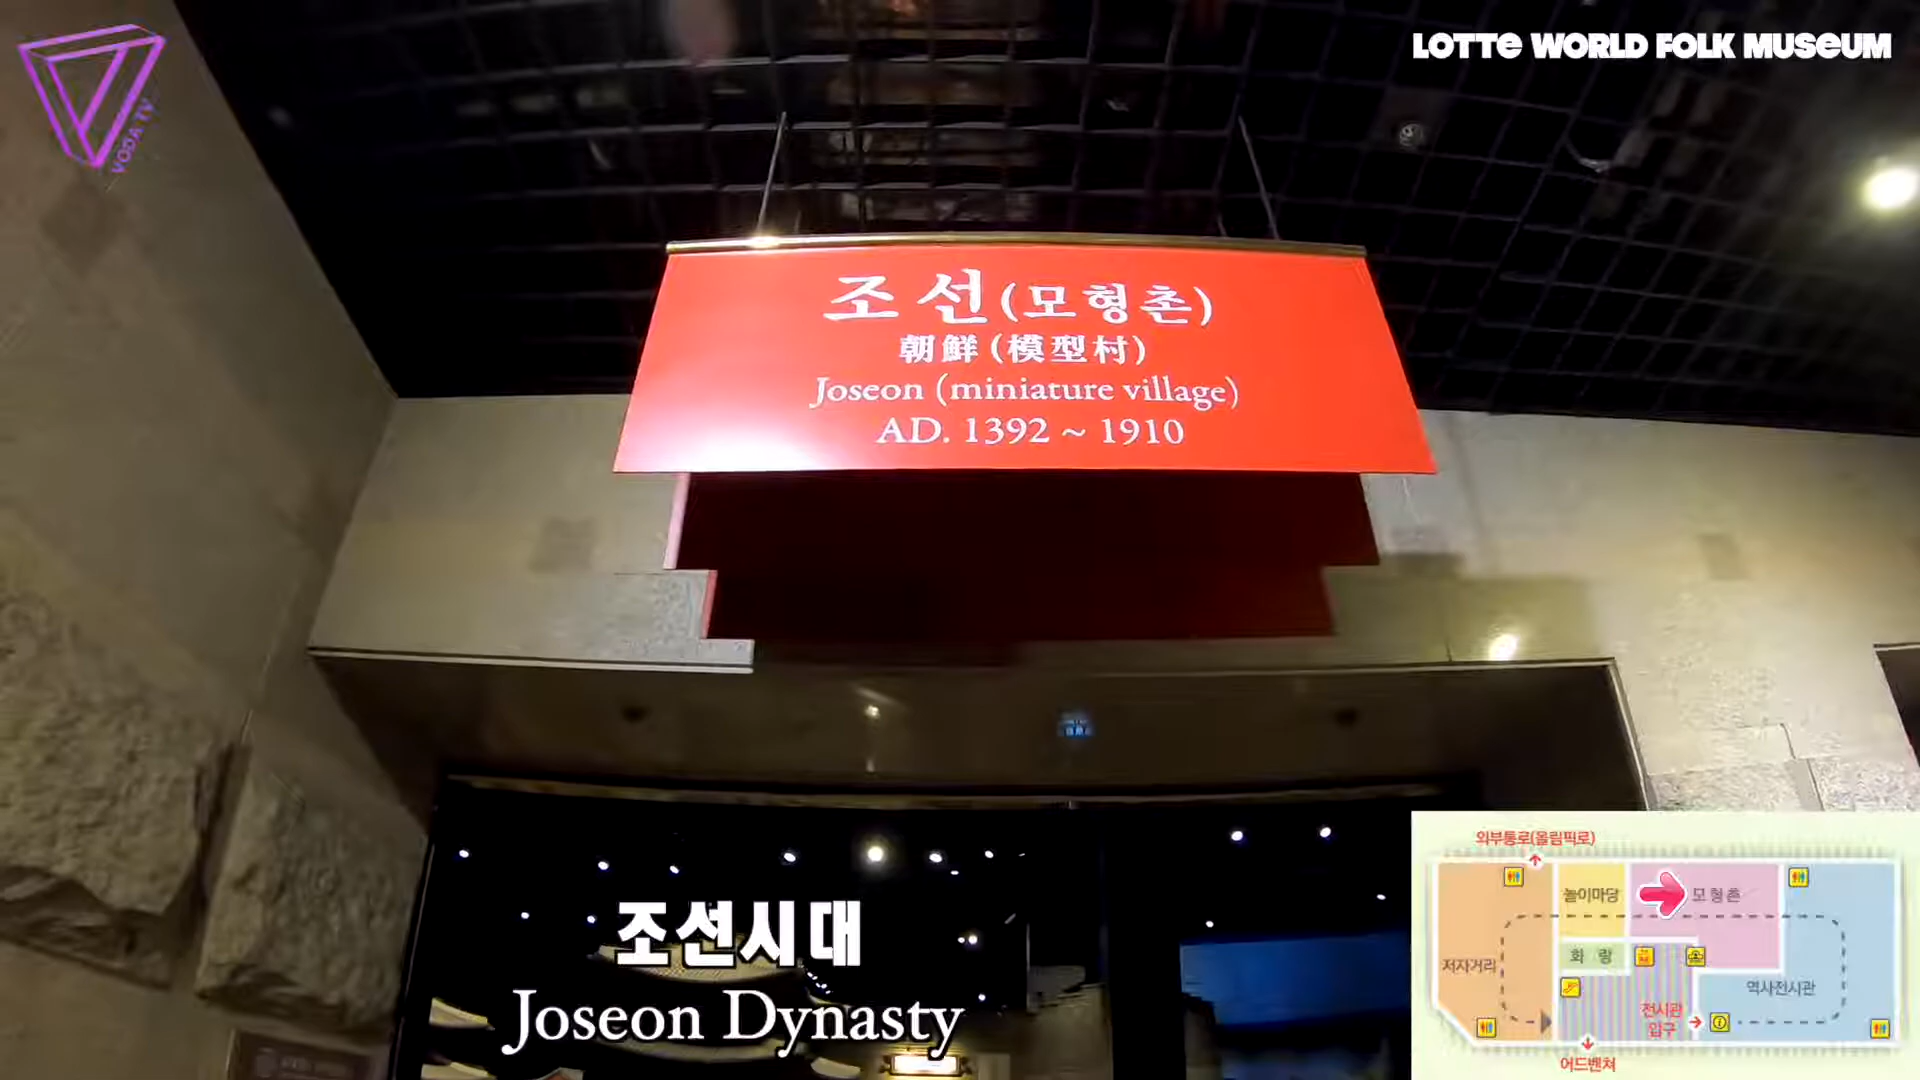 VODA TV
LOTTE WORLD FOLK MUSEUM
조선(모형촌)
朝鮮(模型村)
Joseon (miniature village)
AD. 1392 ~ 1910
조선시대
Joseon Dynasty
외부통로(올림픽로)
놀이마당
모형촌
화 랑
저자거리
역사전시관
전시관
입구
어드벤쳐